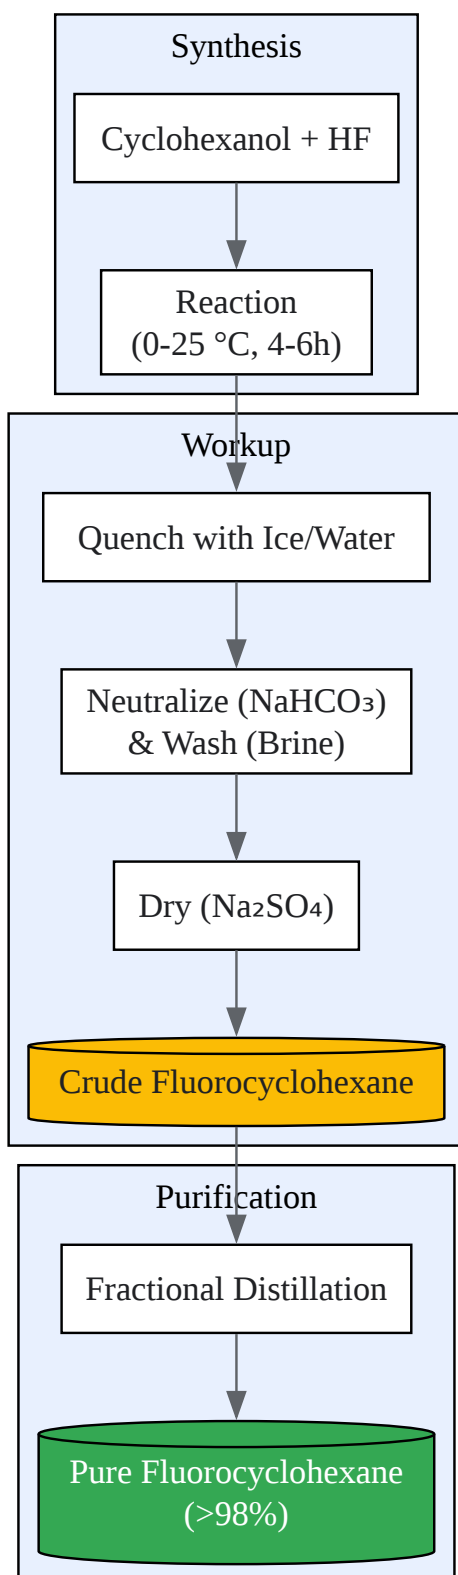 Synthesis
Cyclohexanol + HF
Reaction
(0-25 °C, 4-6h)
Workup
Quench with Ice/Water
Neutralize (NaHCO₃)
& Wash (Brine)
Dry (Na₂SO₄)
Crude Fluorocyclohexane
Purification
Fractional Distillation
Pure Fluorocyclohexane
(>98%)